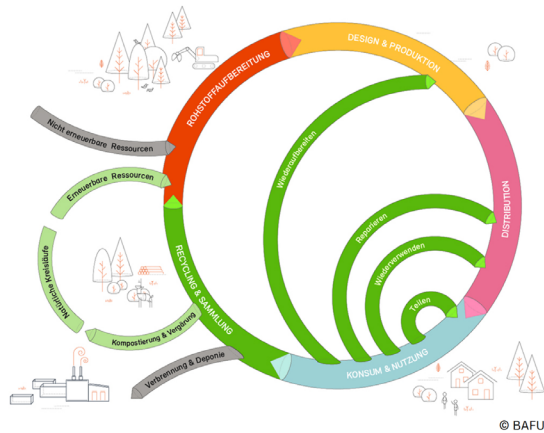 DESIGN & PRODUKTION
ROHSTOFFAUFBEREITUNG
Nicht erneuerbare Ressourcen
Wiederaufbereiten
Erneuerbare Ressourcen
DISTRIBUTION
Reparieren
Wiederverwenden
Natürliche Kreisläufe
RECYCLING & SAMMLUNG
Teilen
Kompostierung & Vergärung
Verbrennung & Deponie
KONSUM & NUTZUNG
© BAFU